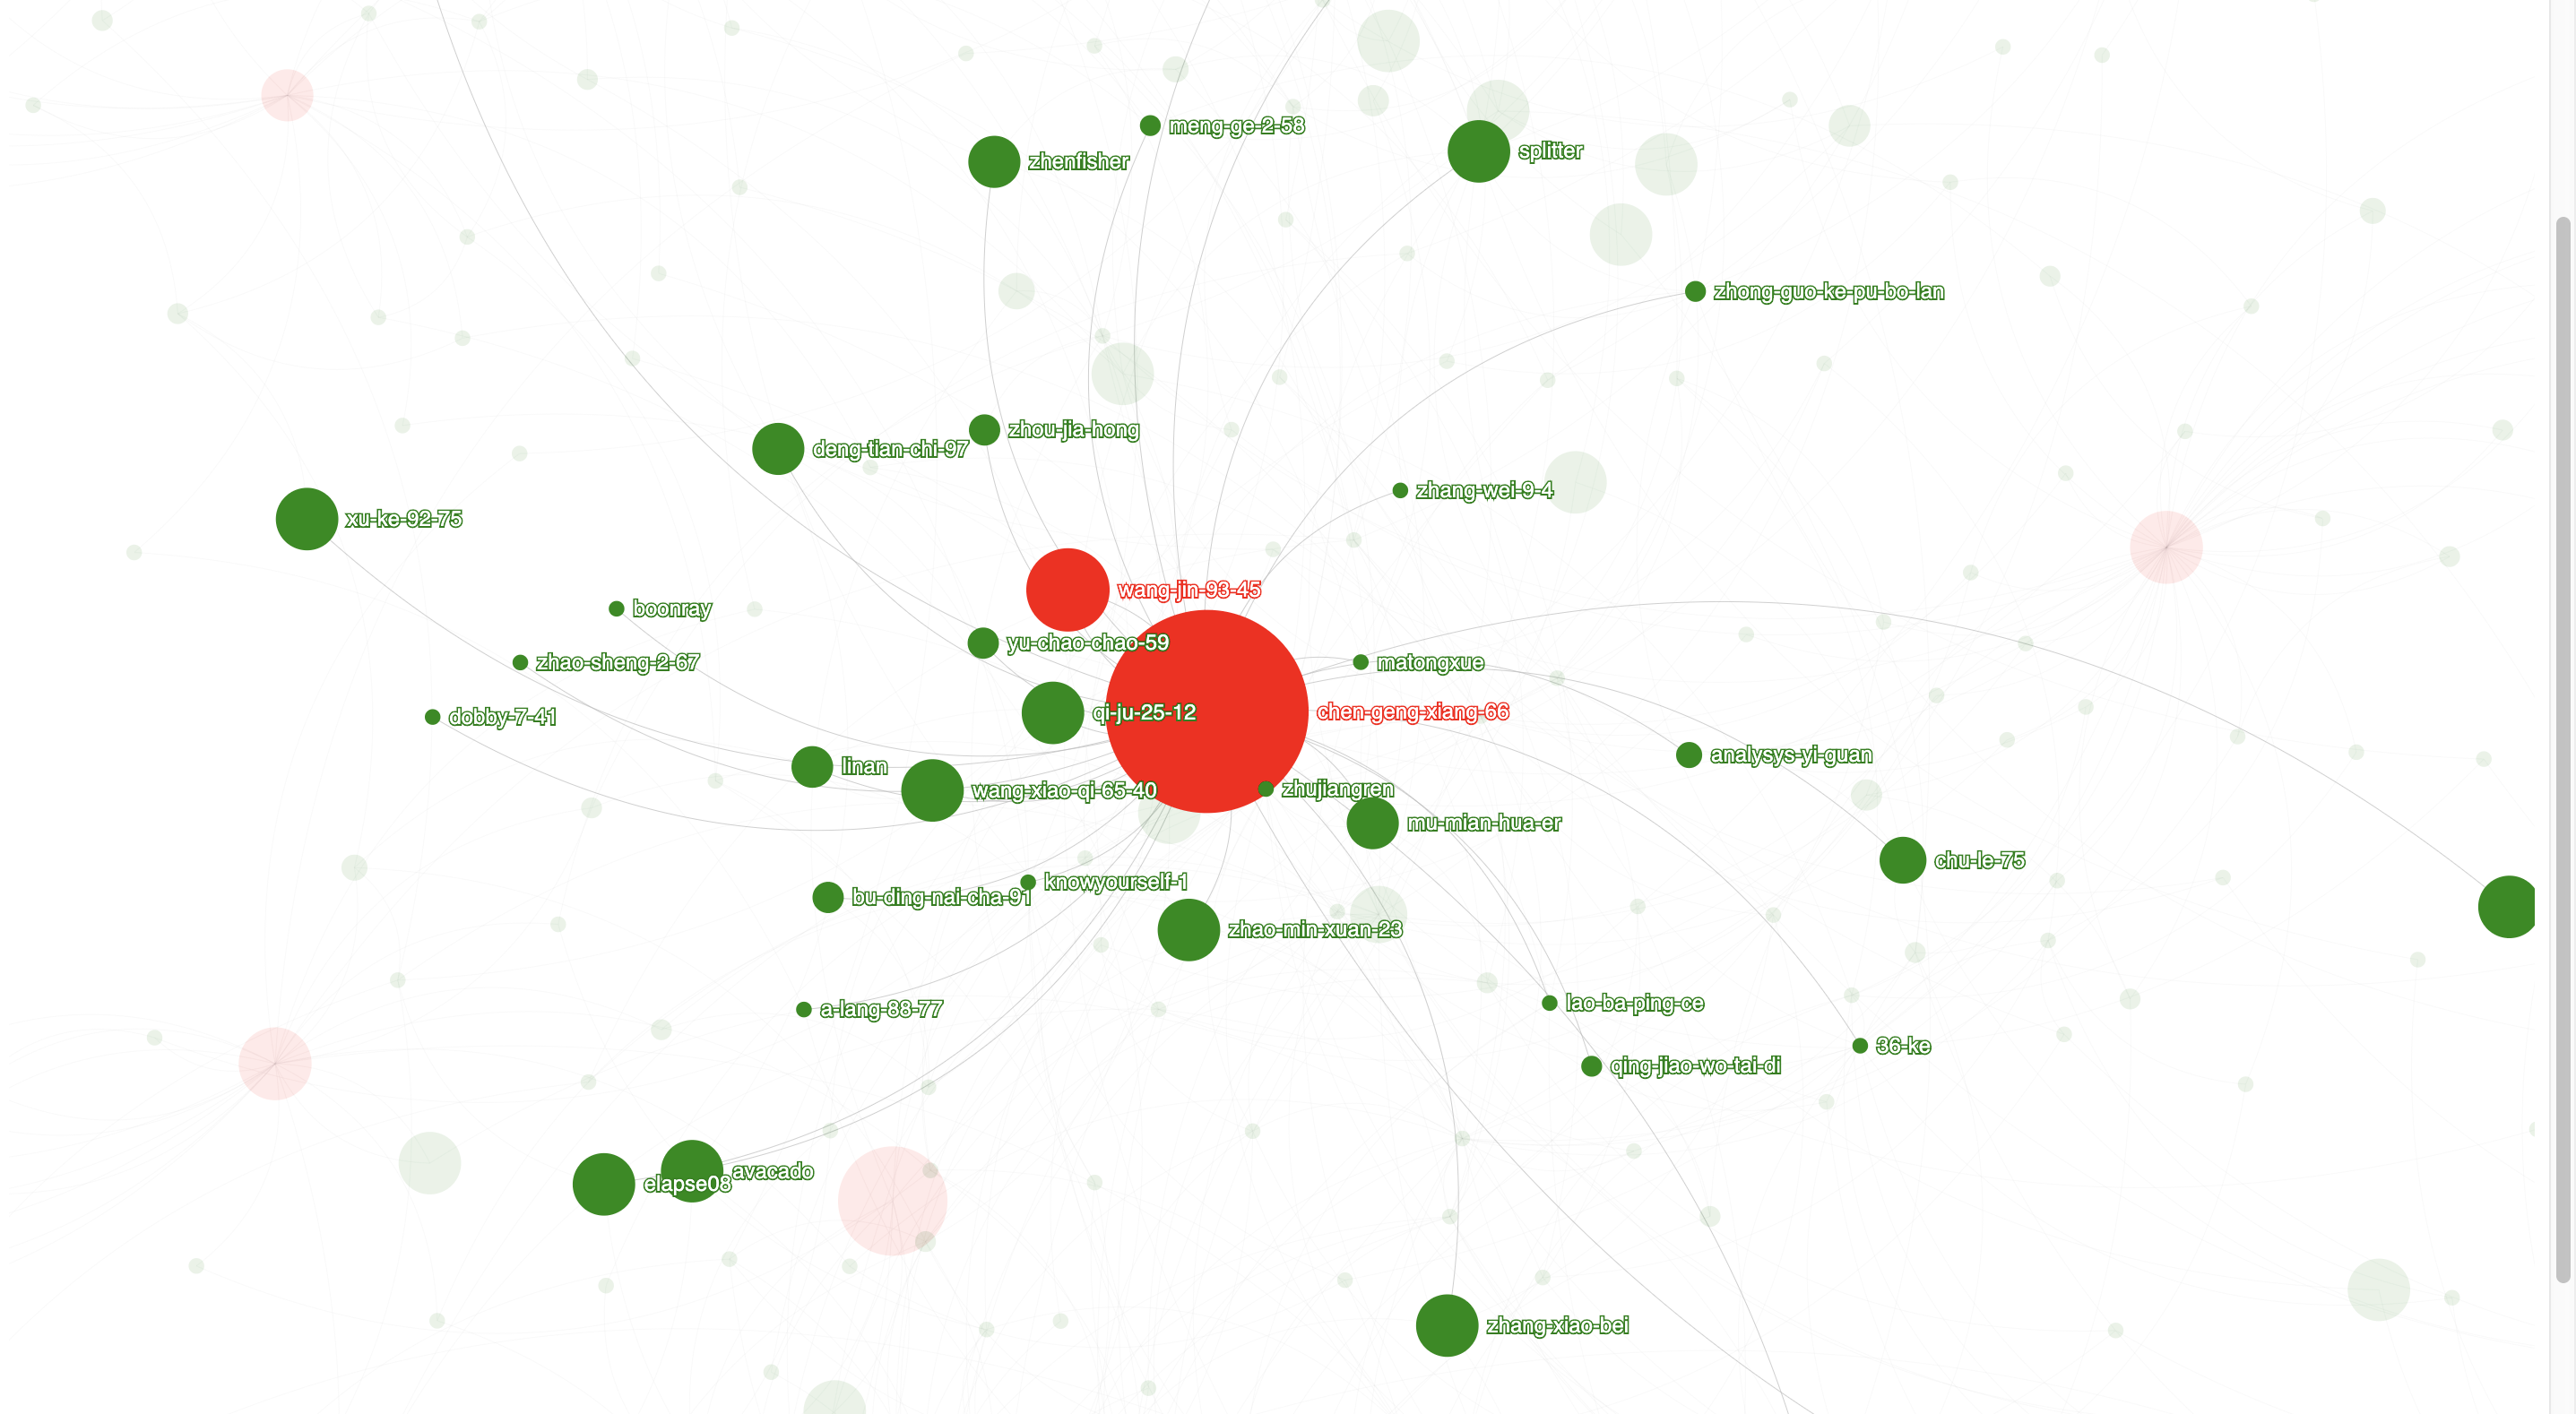 meng-ge-2-58
splitter
zhenfisher
zhong-guo-ke-pu-bo-lan
zhou-jia-hong
deng-tian-chi-97
zhang-wei-9-4
xu-ke-92-75
wang-jin-93-45
boonray
yu-chao-chao-59
zhao-sheng-2-67
matongxue
qi-ju-25-12
chen-geng-xiang-66
dobby-7-41
analysys-yi-guan
linan
wang-xiao-qi-65-40
zhujiangren
mu-mian-hua-er
chu-le-75
knowyourself-1
bu-ding-nai-cha-91
zhao-min-xuan-23
lao-ba-ping-ce
a-lang-88-77
36-ke
qing-jiao-wo-tai-di
avacado
elapse08
zhang-xiao-bei